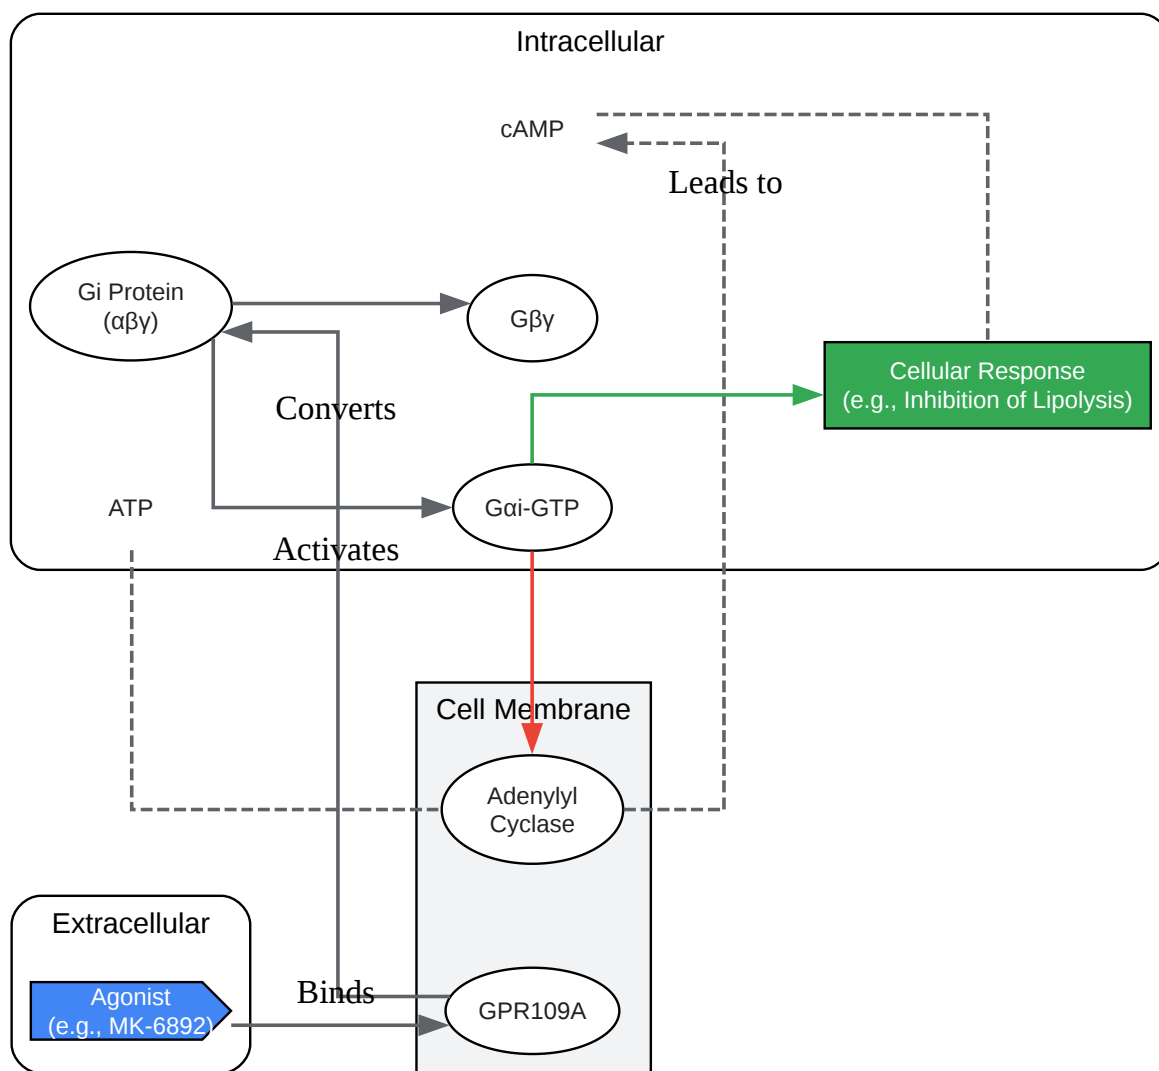 Intracellular
cAMP
Leads to
Gi Protein
(αβγ)
Gβγ
Cellular Response
(e.g., Inhibition of Lipolysis)
Converts
ATP
Gαi-GTP
Activates
Cell Membrane
Adenylyl
Cyclase
Extracellular
Agonist
(e.g., MK-6892)
Binds
GPR109A